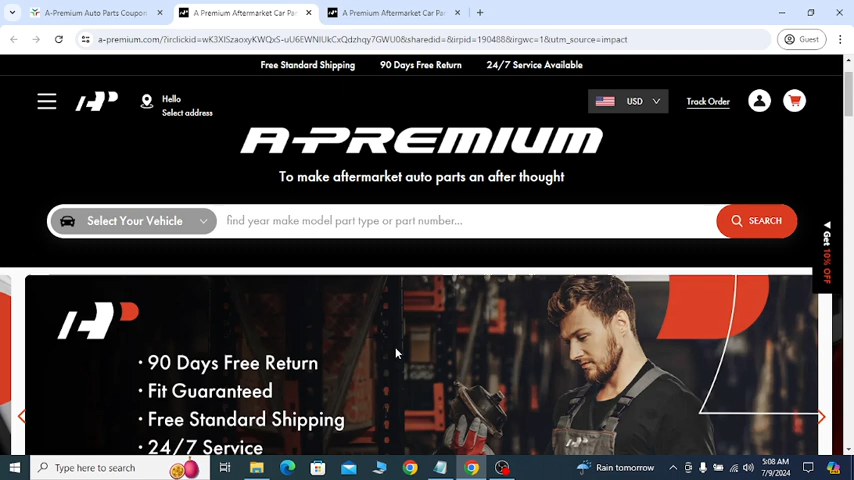 A-Premium Auto Parts Coupon
A Premium Aftermarket Car Par
A Premium Aftermarket Car Par
a-premium.com/?irclickid=wK3XISzaoxyKWQxS-uU6EWNlUkCxQdzhqy7GWU0&sharedid=&irpid=190488&irgwc=1&utm_source=impact
Guest
Free Standard Shipping 90 Days Free Return 24/7 Service Available
Hello
Select address
USD
Track Order
A-PREMIUM
To make aftermarket auto parts an after thought
Select Your Vehicle
find year make model part type or part number...
SEARCH
Get 10% OFF
AP
· 90 Days Free Return
· Fit Guaranteed
· Free Standard Shipping
· 24/7 Service
Type here to search
Rain tomorrow
5:08 AM
7/9/2024